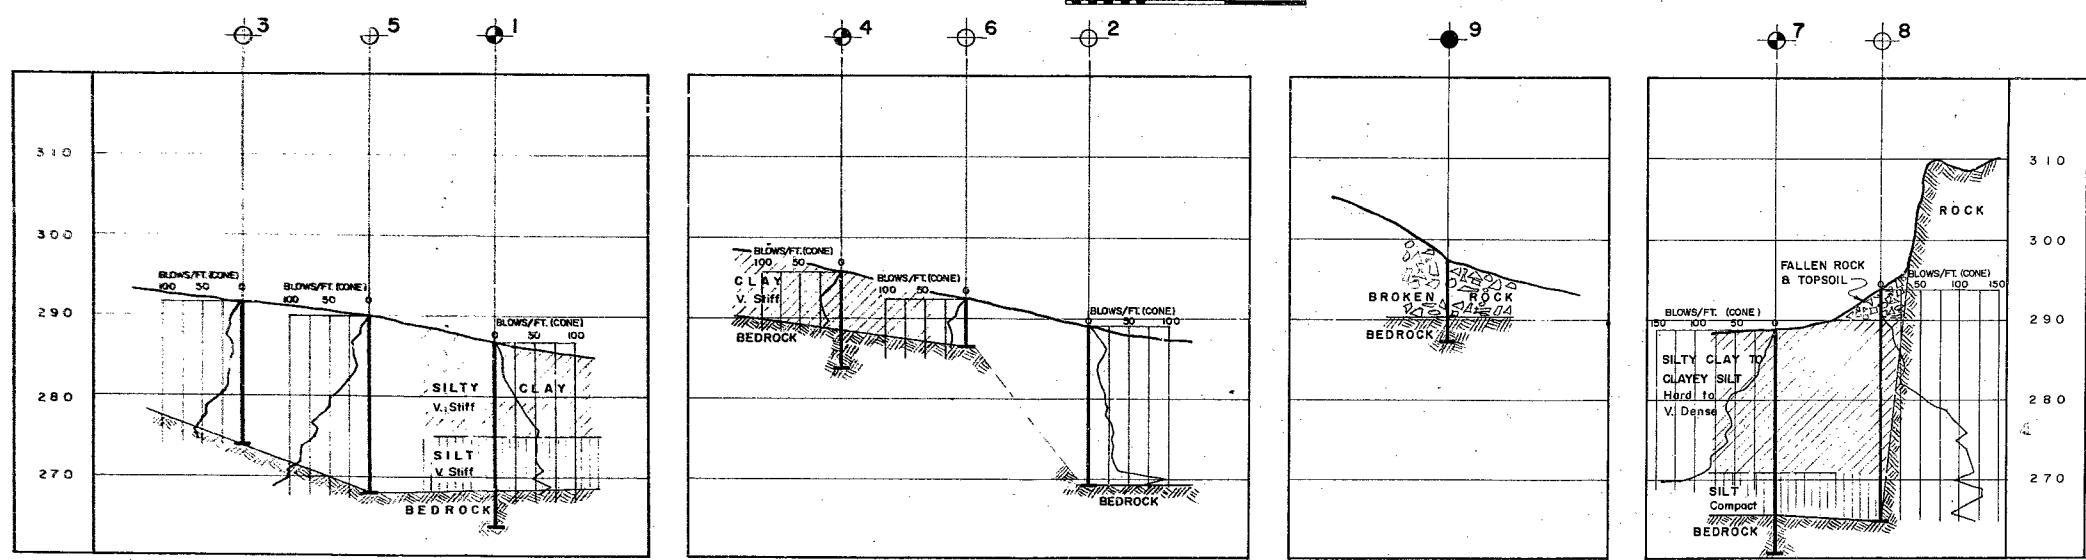 3
5
1
4
6
2
9
7
8
310
300
290
280
270
BLOWS/FT. (CONE)
100 50 0
BLOWS/FT. (CONE)
100 50 0
BLOWS/FT. (CONE)
0 50 100
SILTY CLAY
V. Stiff
SILT
V. Stiff
BEDROCK
BLOWS/FT. (CONE)
100 50 0
CLAY
V. Stiff
BEDROCK
BLOWS/FT. (CONE)
100 50 0
BLOWS/FT. (CONE)
0 50 100
BEDROCK
BROKEN ROCK
BEDROCK
ROCK
FALLEN ROCK
& TOPSOIL
BLOWS/FT. (CONE)
0 50 100 150
BLOWS/FT. (CONE)
150 100 50 0
SILTY CLAY TO
CLAYEY SILT
Hard to
V. Dense
SILT
Compact
BEDROCK
310
300
290
280
270